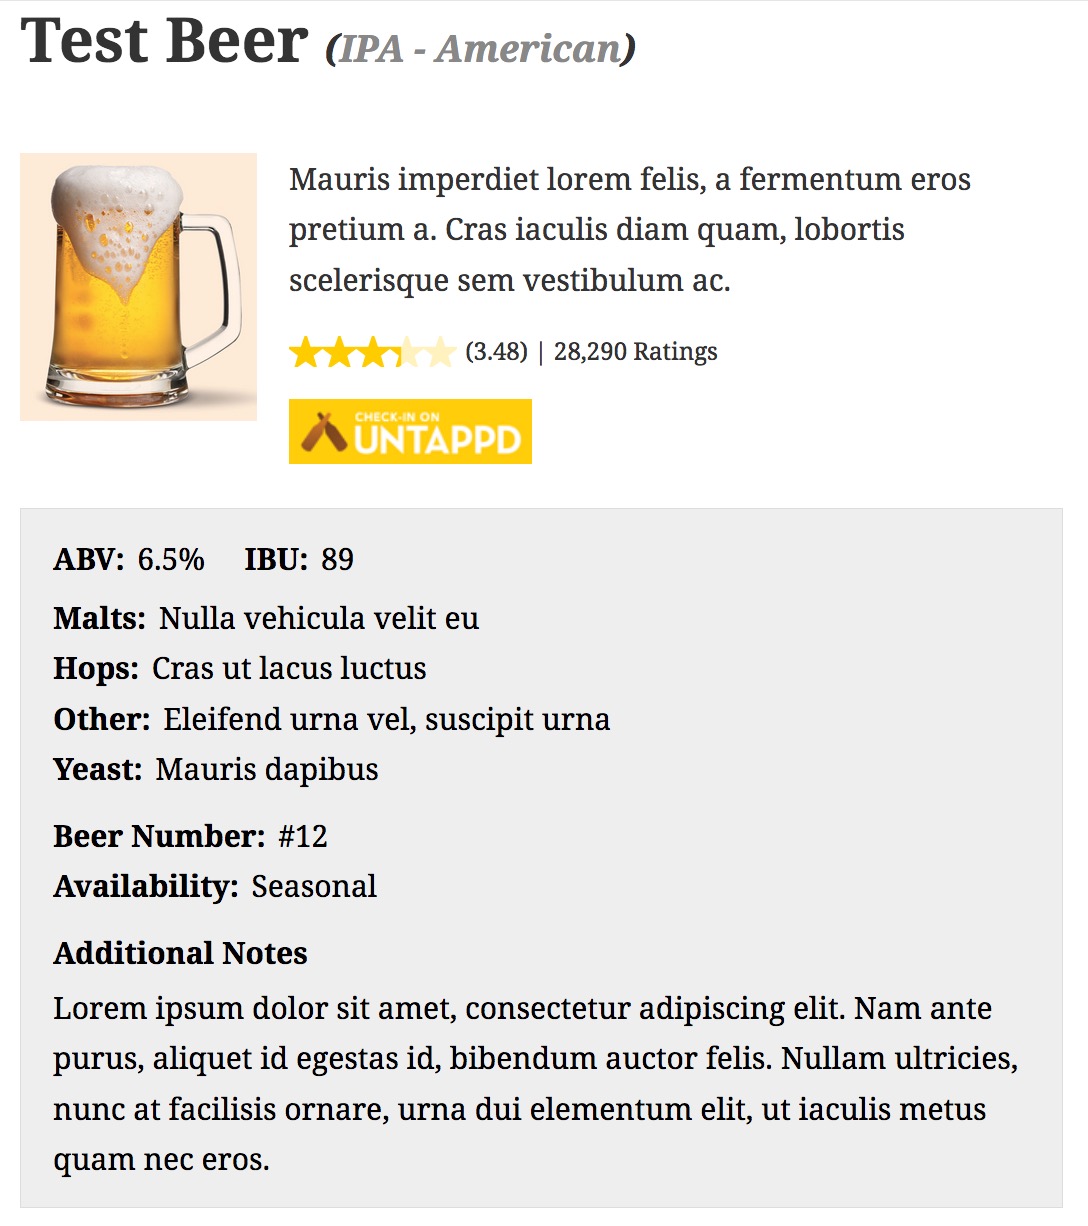 Test Beer (IPA - American)
Mauris imperdiet lorem felis, a fermentum eros
pretium a. Cras iaculis diam quam, lobortis
scelerisque sem vestibulum ac.
(3.48) | 28,290 Ratings
CHECK-IN ON
UNTAPPD
ABV: 6.5% IBU: 89
Malts: Nulla vehicula velit eu
Hops: Cras ut lacus luctus
Other: Eleifend urna vel, suscipit urna
Yeast: Mauris dapibus
Beer Number: #12
Availability: Seasonal
Additional Notes
Lorem ipsum dolor sit amet, consectetur adipiscing elit. Nam ante
purus, aliquet id egestas id, bibendum auctor felis. Nullam ultricies,
nunc at facilisis ornare, urna dui elementum elit, ut iaculis metus
quam nec eros.